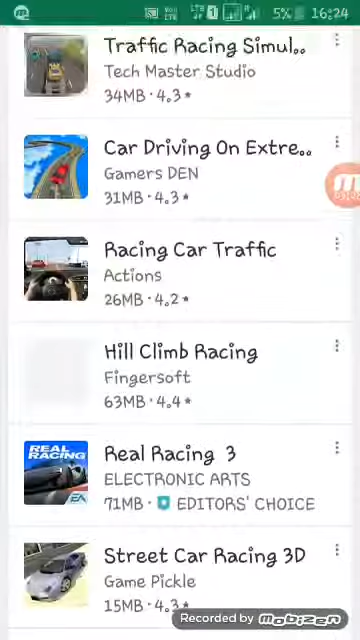 5% 16:24
Traffic Racing Simul..
Tech Master Studio
34MB · 4.3 ★
Car Driving On Extre..
Gamers DEN
31MB · 4.3 ★
Racing Car Traffic
Actions
26MB · 4.2 ★
Hill Climb Racing
Fingersoft
63MB · 4.4 ★
REAL RACING
EA
Real Racing 3
ELECTRONIC ARTS
71MB · EDITORS' CHOICE
Street Car Racing 3D
Game Pickle
15MB · 4.3 ★
Recorded by mobizen